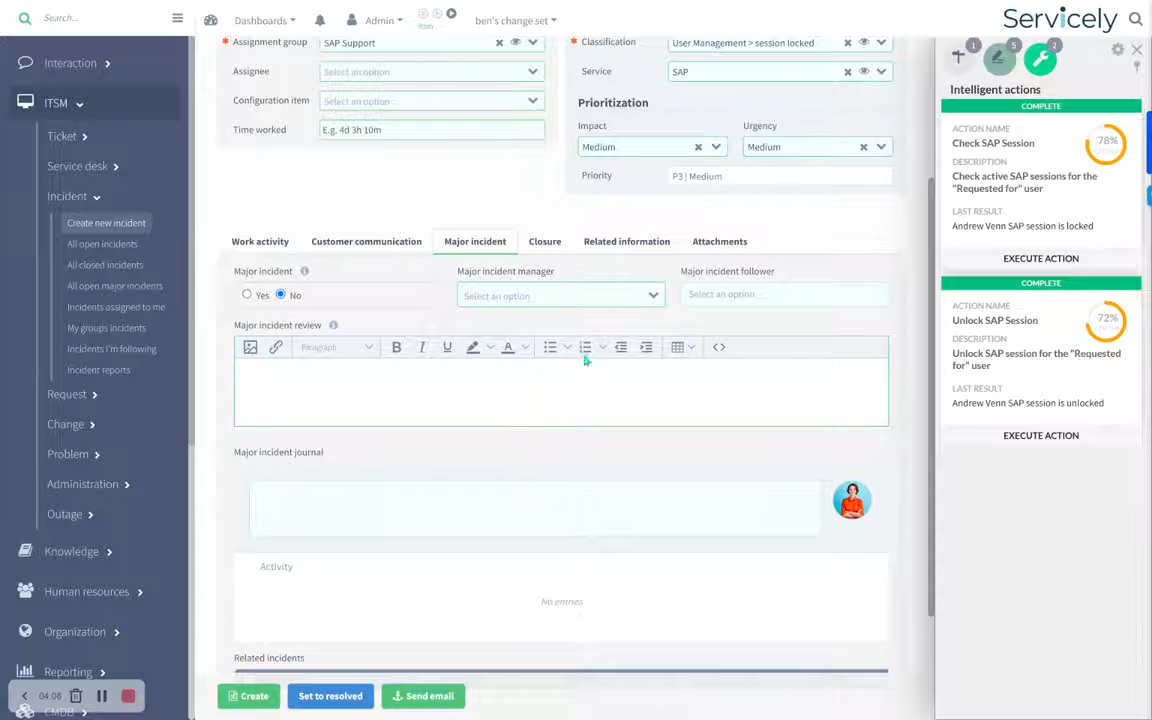 Search...
Dashboards
Admin
Item
ben's change set
Servicely
Interaction
ITSM
Ticket
Service desk
Incident
Create new incident
All open incidents
All closed incidents
All open major incidents
Incidents assigned to me
My groups incidents
Incidents I'm following
Incident reports
Request
Change
Problem
Administration
Outage
Knowledge
Human resources
Organization
Reporting
CMDB
04:08
* Assignment group
SAP Support
Assignee
Select an option
Configuration item
Select an option
Time worked
E.g. 4d 3h 10m
* Classification
User Management > session locked
Service
SAP
Prioritization
Impact
Urgency
Medium
Medium
Priority
P3 | Medium
Work activity
Customer communication
Major incident
Closure
Related information
Attachments
Major incident
Yes
No
Major incident manager
Select an option
Major incident follower
Select an option
Major incident review
Paragraph
B I U A
Major incident journal
Activity
No entries
Related incidents
Create
Set to resolved
Send email
1
5
2
Intelligent actions
COMPLETE
ACTION NAME
Check SAP Session
78%
DESCRIPTION
Check active SAP sessions for the
"Requested for" user
LAST RESULT
Andrew Venn SAP session is locked
EXECUTE ACTION
COMPLETE
ACTION NAME
Unlock SAP Session
72%
DESCRIPTION
Unlock SAP session for the "Requested
for" user
LAST RESULT
Andrew Venn SAP session is unlocked
EXECUTE ACTION